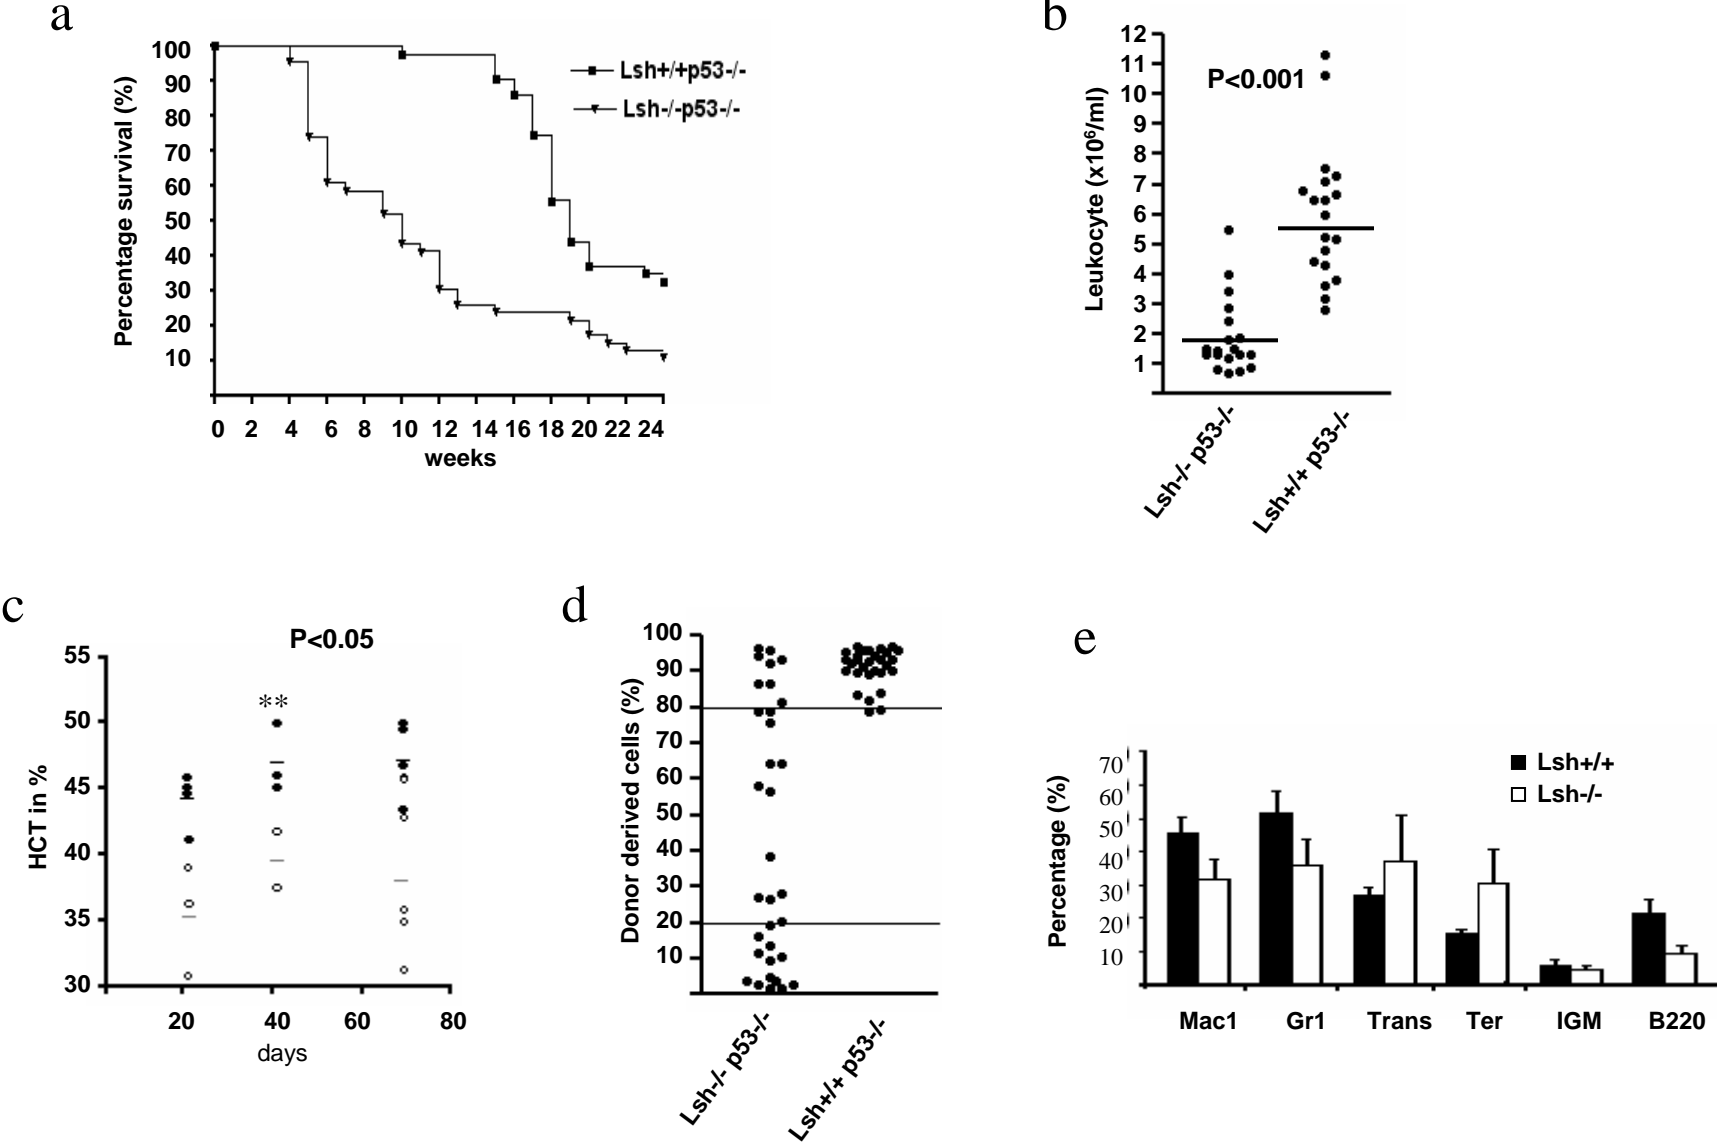 a
100
90
80
70
60
50
40
30
20
10
Percentage survival (%)
Lsh+/+p53-/-
Lsh-/-p53-/-
0 2 4 6 8 10 12 14 16 18 20 22 24
weeks
b
12
11
10
9
8
7
6
5
4
3
2
1
Leukocyte (x10⁶/ml)
P<0.001
Lsh-/- p53-/-
Lsh+/+ p53-/-
c
P<0.05
**
55
50
45
40
35
30
HCT in %
20 40 60 80
days
d
100
90
80
70
60
50
40
30
20
10
Donor derived cells (%)
Lsh-/- p53-/-
Lsh+/+ p53-/-
e
70
60
50
40
30
20
10
Percentage (%)
Lsh+/+
Lsh-/-
Mac1 Gr1 Trans Ter IGM B220